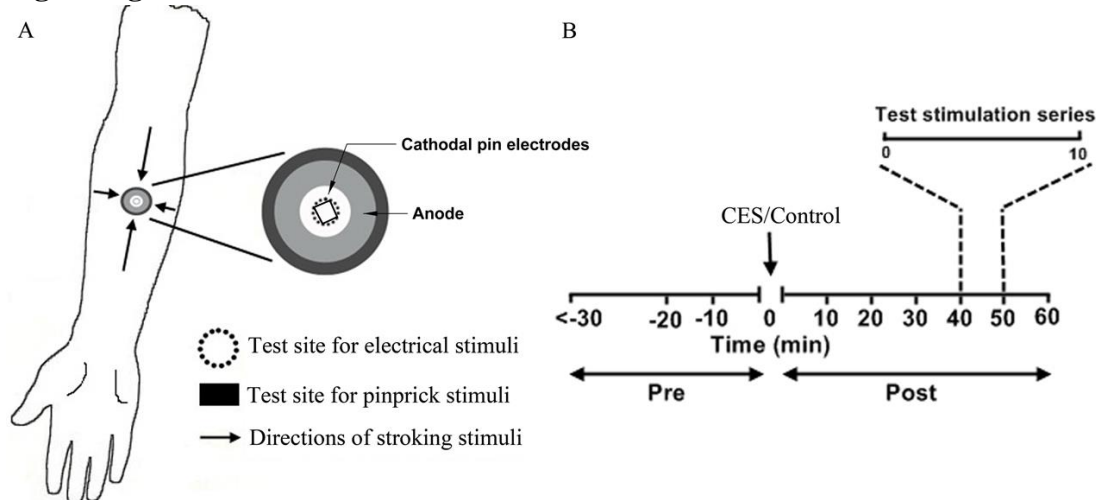 A
B
Test stimulation series
0
10
Cathodal pin electrodes
Anode
CES/Control
<-30
-20
-10
0
10
20
30
40
50
60
Time (min)
Pre
Post
Test site for electrical stimuli
Test site for pinprick stimuli
Directions of stroking stimuli